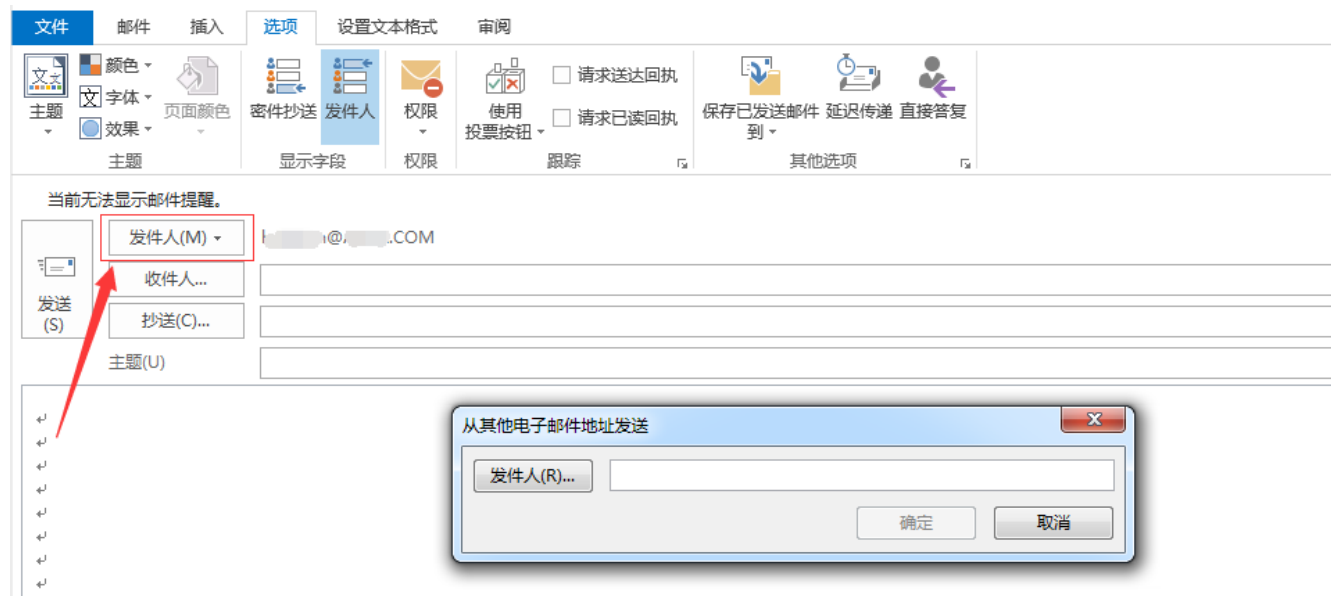 文件 邮件 插入 选项 设置文本格式 审阅
文文
主题
颜色
文 字体
效果
页面颜色
密件抄送
发件人
权限
使用
投票按钮
请求送达回执
请求已读回执
保存已发送邮件
到
延迟传递
直接答复
主题 显示字段 权限 跟踪 其他选项
当前无法显示邮件提醒。
发件人(M)
@ .COM
收件人...
发送
(S)
抄送(C)...
主题(U)
从其他电子邮件地址发送
发件人(R)...
确定 取消